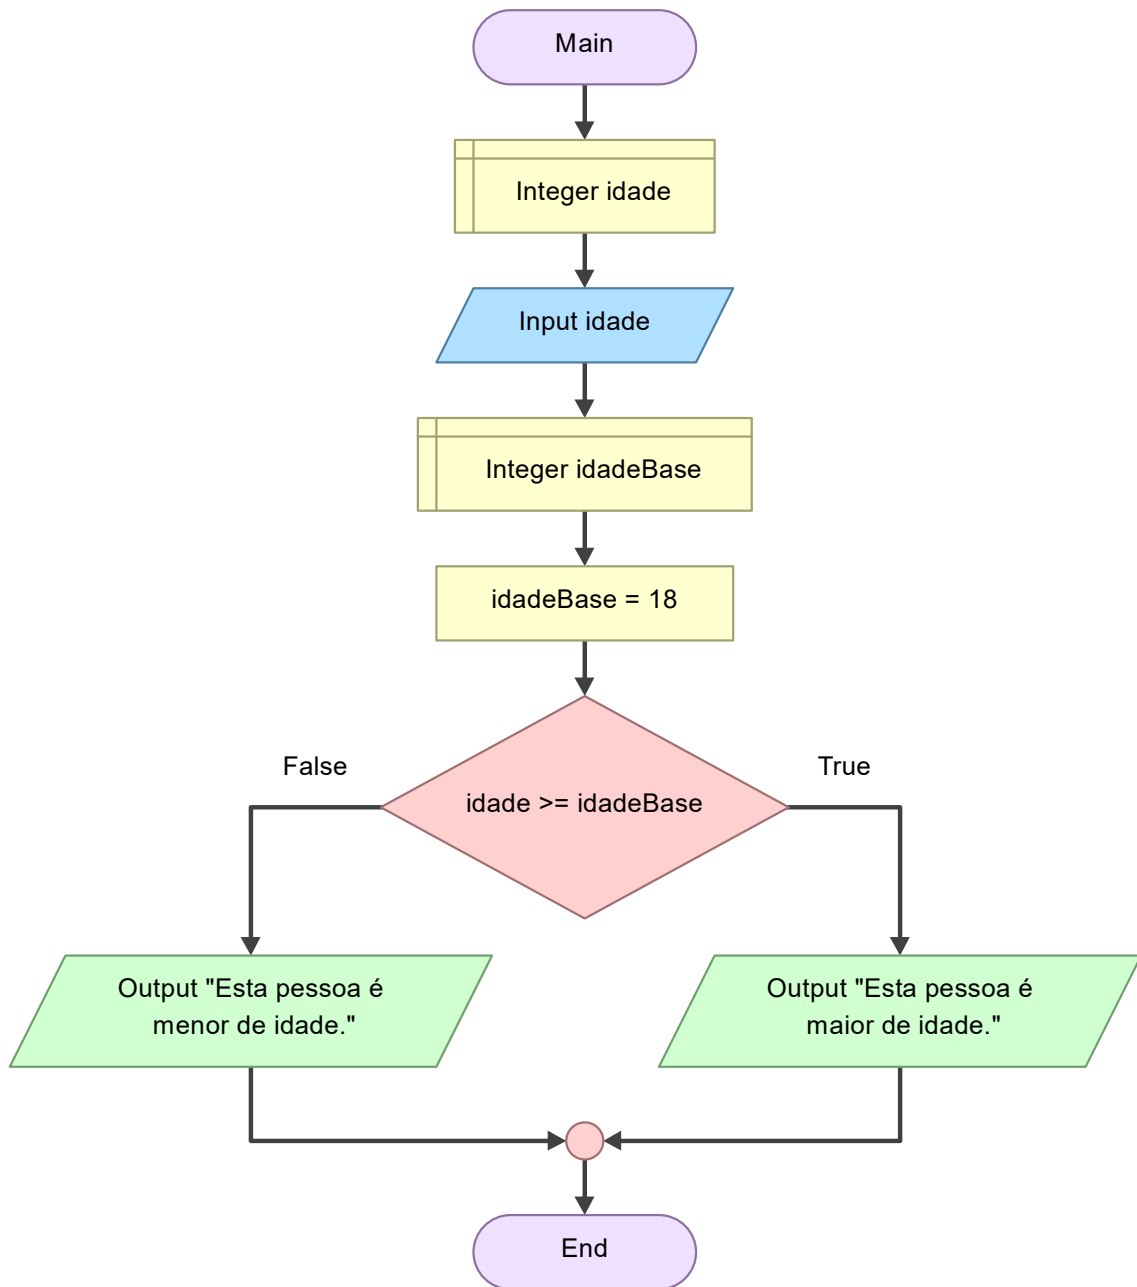 Main
Integer idade
Input idade
Integer idadeBase
idadeBase = 18
False
True
idade >= idadeBase
Output "Esta pessoa é
menor de idade."
Output "Esta pessoa é
maior de idade."
End